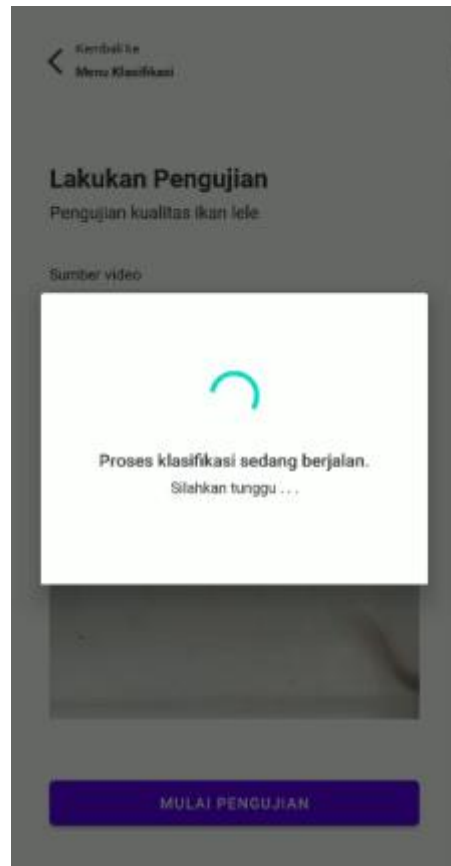 Kembali ke
Menu Klasifikasi
Lakukan Pengujian
Pengujian kualitas ikan lele
Sumber video
Proses klasifikasi sedang berjalan.
Silahkan tunggu . . .
MULAI PENGUJIAN